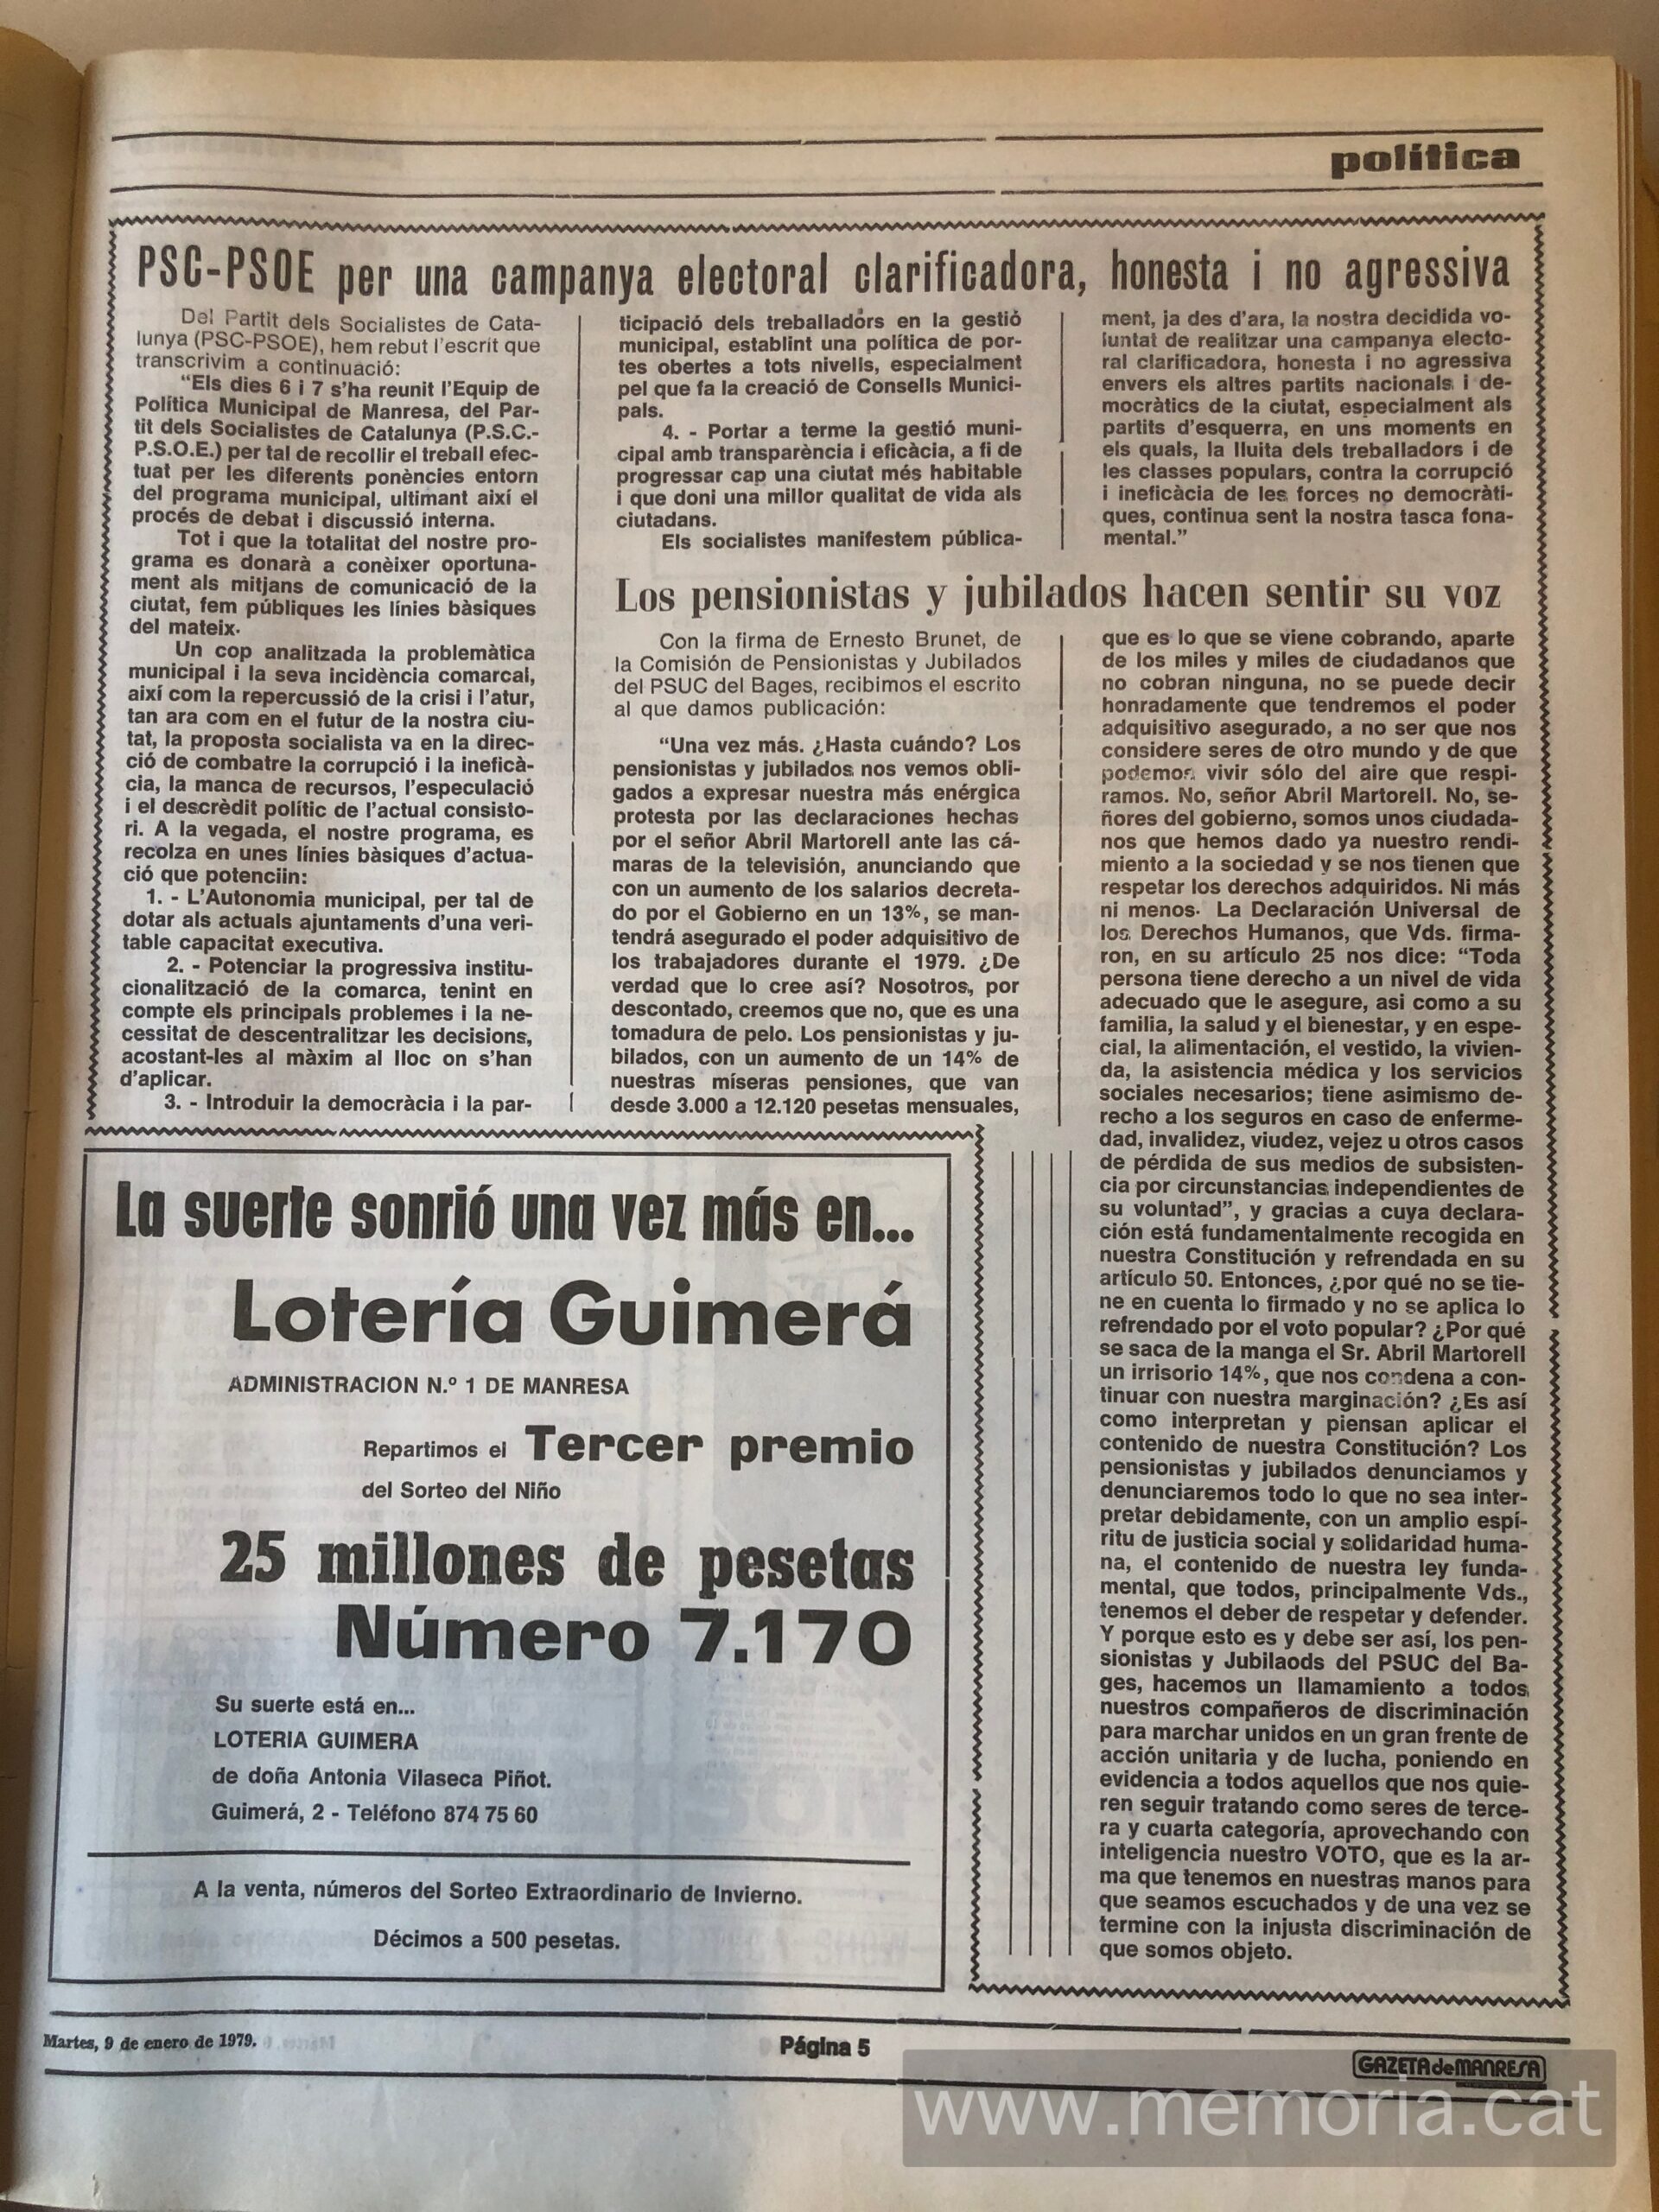 política
PSC-PSOE per una campanya electoral clarificadora, honesta i no agressiva
Del Partit dels Socialistes de Cata-
lunya (PSC-PSOE), hem rebut l'escrit que
transcrivim a continuació:
“Els dies 6 i 7 s'ha reunit l'Equip de
Política Municipal de Manresa, del Par-
tit dels Socialistes de Catalunya (P.S.C.-
P.S.O.E.) per tal de recollir el treball efec-
tuat per les diferents ponències entorn
del programa municipal, ultimant així el
procés de debat i discussió interna.
Tot i que la totalitat del nostre pro-
grama es donarà a conèixer oportuna-
ment als mitjans de comunicació de la
ciutat, fem públiques les línies bàsiques
del mateix.
Un cop analitzada la problemàtica
municipal i la seva incidència comarcal,
així com la repercussió de la crisi i l'atur,
tan ara com en el futur de la nostra ciu-
tat, la proposta socialista va en la direc-
ció de combatre la corrupció i la ineficà-
cia, la manca de recursos, l'especulació
i el descrèdit polític de l'actual consisto-
ri. A la vegada, el nostre programa, es
recolza en unes línies bàsiques d'actua-
ció que potenciin:
1. - L'Autonomia municipal, per tal de
dotar als actuals ajuntaments d'una veri-
table capacitat executiva.
2. - Potenciar la progressiva institu-
cionalització de la comarca, tenint en
compte els principals problemes i la ne-
cessitat de descentralitzar les decisions,
acostant-les al màxim al lloc on s'han
d'aplicar.
3. - Introduir la democràcia i la par-
ticipació dels treballadors en la gestió
municipal, establint una política de por-
tes obertes a tots nivells, especialment
pel que fa la creació de Consells Munici-
pals.
4. - Portar a terme la gestió muni-
cipal amb transparència i eficàcia, a fi de
progressar cap una ciutat més habitable
i que doni una millor qualitat de vida als
ciutadans.
Els socialistes manifestem pública-
ment, ja des d'ara, la nostra decidida vo-
luntat de realitzar una campanya electo-
ral clarificadora, honesta i no agressiva
envers els altres partits nacionals i de-
mocràtics de la ciutat, especialment als
partits d'esquerra, en uns moments en
els quals, la lluita dels treballadors i de
les classes populars, contra la corrupció
i ineficàcia de les forces no democràti-
ques, continua sent la nostra tasca fona-
mental.”
Los pensionistas y jubilados hacen sentir su voz
Con la firma de Ernesto Brunet, de
la Comisión de Pensionistas y Jubilados
del PSUC del Bages, recibimos el escrito
al que damos publicación:
“Una vez más. ¿Hasta cuándo? Los
pensionistas y jubilados nos vemos obli-
gados a expresar nuestra más enérgica
protesta por las declaraciones hechas
por el señor Abril Martorell ante las cá-
maras de la televisión, anunciando que
con un aumento de los salarios decreta-
do por el Gobierno en un 13%, se man-
tendrá asegurado el poder adquisitivo de
los trabajadores durante el 1979. ¿De
verdad que lo cree así? Nosotros, por
descontado, creemos que no, que es una
tomadura de pelo. Los pensionistas y ju-
bilados, con un aumento de un 14% de
nuestras míseras pensiones, que van
desde 3.000 a 12.120 pesetas mensuales,
que es lo que se viene cobrando, aparte
de los miles y miles de ciudadanos que
no cobran ninguna, no se puede decir
honradamente que tendremos el poder
adquisitivo asegurado, a no ser que nos
considere seres de otro mundo y de que
podemos vivir sólo del aire que respi-
ramos. No, señor Abril Martorell. No, se-
ñores del gobierno, somos unos ciudada-
nos que hemos dado ya nuestro rendi-
miento a la sociedad y se nos tienen que
respetar los derechos adquiridos. Ni más
ni menos. La Declaración Universal de
los Derechos Humanos, que Vds. firma-
ron, en su artículo 25 nos dice: “Toda
persona tiene derecho a un nivel de vida
adecuado que le asegure, asi como a su
familia, la salud y el bienestar, y en espe-
cial, la alimentación, el vestido, la vivien-
da, la asistencia médica y los servicios
sociales necesarios; tiene asimismo de-
recho a los seguros en caso de enferme-
dad, invalidez, viudez, vejez u otros casos
de pérdida de sus medios de subsisten-
cia por circunstancias independientes de
su voluntad”, y gracias a cuya declara-
ción está fundamentalmente recogida en
nuestra Constitución y refrendada en su
artículo 50. Entonces, ¿por qué no se tie-
ne en cuenta lo firmado y no se aplica lo
refrendado por el voto popular? ¿Por qué
se saca de la manga el Sr. Abril Martorell
un irrisorio 14%, que nos condena a con-
tinuar con nuestra marginación? ¿Es así
como interpretan y piensan aplicar el
contenido de nuestra Constitución? Los
pensionistas y jubilados denunciamos y
denunciaremos todo lo que no sea inter-
pretar debidamente, con un amplio espí-
ritu de justicia social y solidaridad huma-
na, el contenido de nuestra ley funda-
mental, que todos, principalmente Vds.,
tenemos el deber de respetar y defender.
Y porque esto es y debe ser así, los pen-
sionistas y Jubilaods del PSUC del Ba-
ges, hacemos un llamamiento a todos
nuestros compañeros de discriminación
para marchar unidos en un gran frente de
acción unitaria y de lucha, poniendo en
evidencia a todos aquellos que nos quie-
ren seguir tratando como seres de terce-
ra y cuarta categoría, aprovechando con
inteligencia nuestro VOTO, que es la ar-
ma que tenemos en nuestras manos para
que seamos escuchados y de una vez se
termine con la injusta discriminación de
que somos objeto.
La suerte sonrió una vez más en...
Lotería Guimerá
ADMINISTRACION N.º 1 DE MANRESA
Repartimos el Tercer premio
del Sorteo del Niño
25 millones de pesetas
Número 7.170
Su suerte está en...
LOTERIA GUIMERA
de doña Antonia Vilaseca Piñot.
Guimerá, 2 - Teléfono 874 75 60
A la venta, números del Sorteo Extraordinario de Invierno.
Décimos a 500 pesetas.
Martes, 9 de enero de 1979.
Página 5
GAZETA de MANRESA
www.memoria.cat